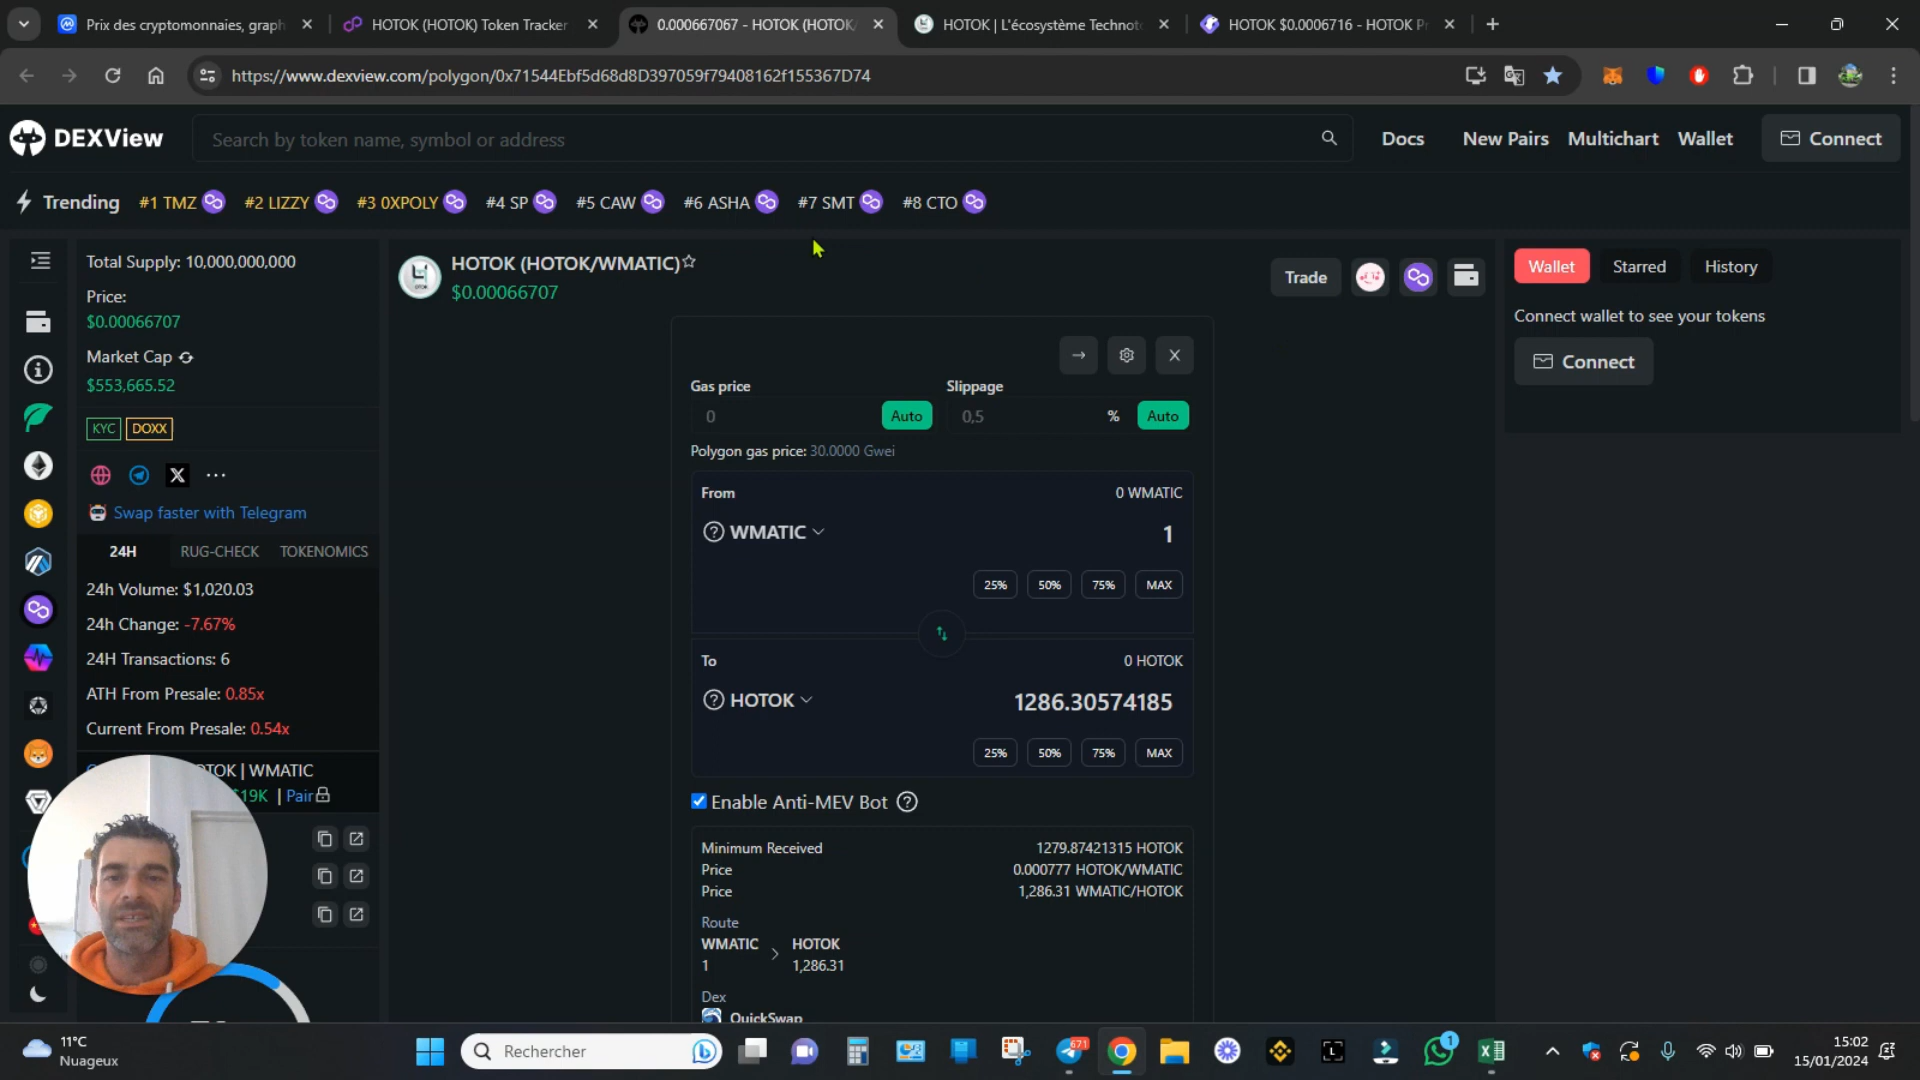 Prix des cryptomonnaies, graph
HOTOK (HOTOK) Token Tracker
0.000667067 - HOTOK (HOTOK/
HOTOK | L'écosystème Technoto
HOTOK $0.0006716 - HOTOK Pr
https://www.dexview.com/polygon/0x71544Ebf5d68d8D397059f79408162f155367D74
DEXView
Search by token name, symbol or address
Docs
New Pairs
Multichart
Wallet
Connect
Trending
#1 TMZ
#2 LIZZY
#3 0XPOLY
#4 SP
#5 CAW
#6 ASHA
#7 SMT
#8 CTO
Total Supply: 10,000,000,000
Price:
$0.00066707
Market Cap
$553,665.52
KYC
DOXX
X
...
Swap faster with Telegram
24H
RUG-CHECK
TOKENOMICS
24h Volume: $1,020.03
24h Change: -7.67%
24H Transactions: 6
ATH From Presale: 0.85x
Current From Presale: 0.54x
OTOK | WMATIC
$19K | Pair
HOTOK (HOTOK/WMATIC)
$0.00066707
Trade
Gas price
Slippage
0
Auto
0,5
%
Auto
Polygon gas price: 30.0000 Gwei
From
0 WMATIC
WMATIC
1
25%
50%
75%
MAX
To
0 HOTOK
HOTOK
1286.30574185
25%
50%
75%
MAX
Enable Anti-MEV Bot
Minimum Received
1279.87421315 HOTOK
Price
0.000777 HOTOK/WMATIC
Price
1,286.31 WMATIC/HOTOK
Route
WMATIC
HOTOK
1
1,286.31
Dex
QuickSwap
Wallet
Starred
History
Connect wallet to see your tokens
Connect
11°C
Nuageux
Rechercher
671
1
15:02
15/01/2024